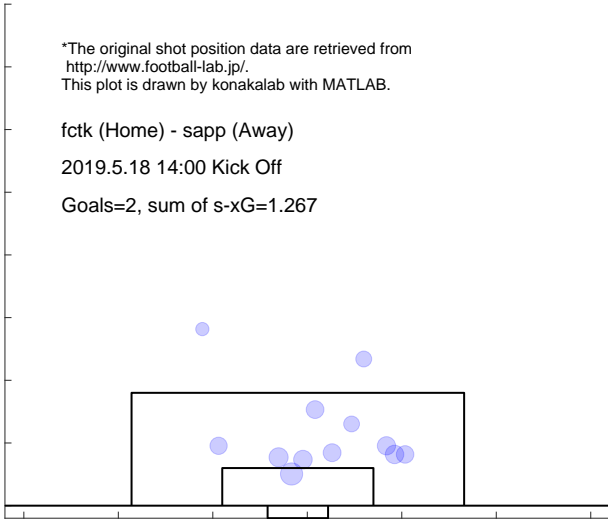 *The original shot position data are retrieved from
http://www.football-lab.jp/.
This plot is drawn by konakalab with MATLAB.
fctk (Home) - sapp (Away)
2019.5.18 14:00 Kick Off
Goals=2, sum of s-xG=1.267